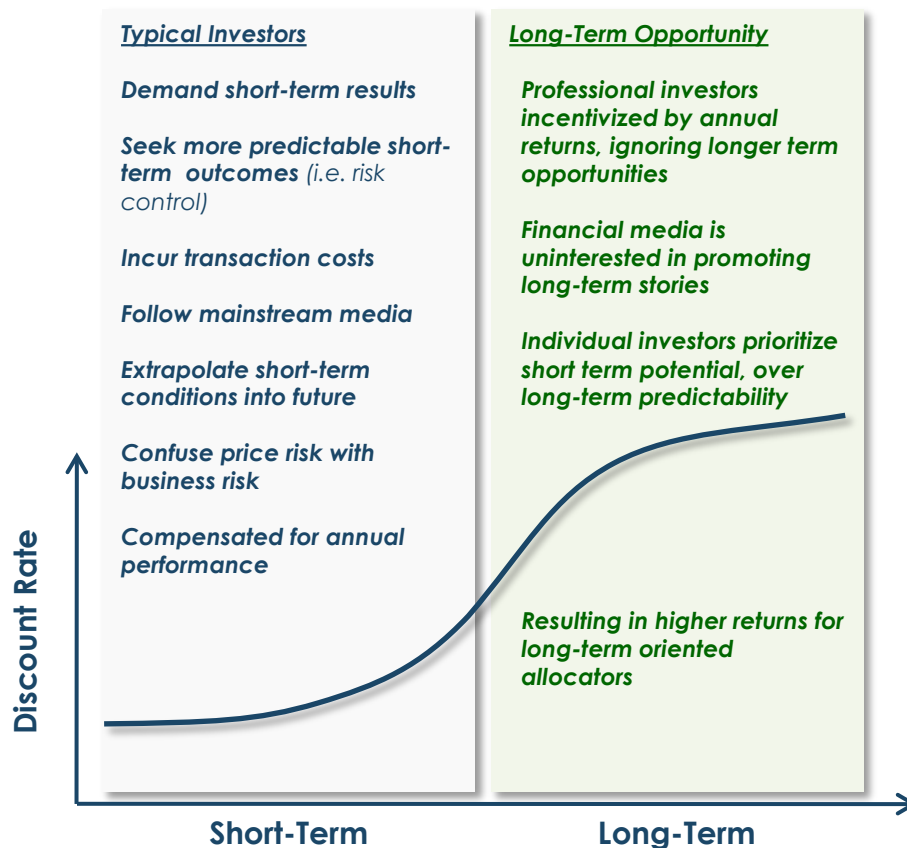 Typical Investors
Demand short-term results
Seek more predictable short-
term outcomes (i.e. risk
control)
Incur transaction costs
Follow mainstream media
Extrapolate short-term
conditions into future
Confuse price risk with
business risk
Compensated for annual
performance
Long-Term Opportunity
Professional investors
incentivized by annual
returns, ignoring longer term
opportunities
Financial media is
uninterested in promoting
long-term stories
Individual investors prioritize
short term potential, over
long-term predictability
Resulting in higher returns for
long-term oriented
allocators
Discount Rate
Short-Term
Long-Term